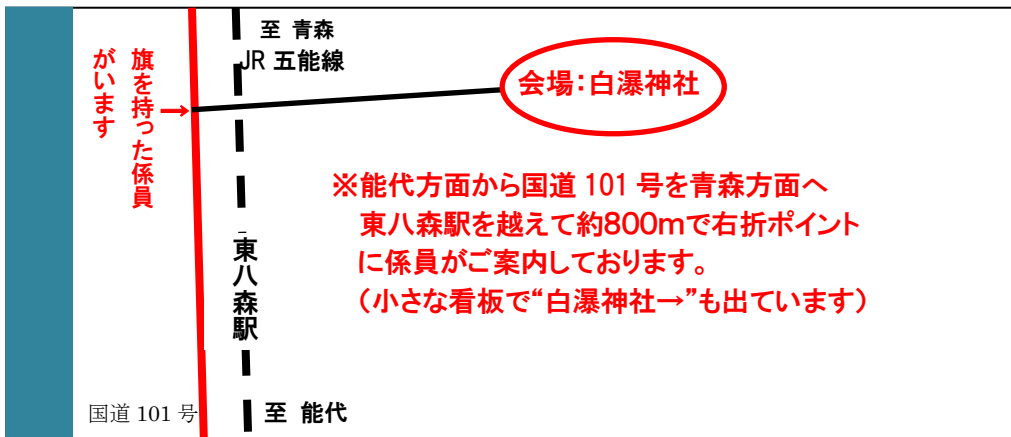 至 青森
JR 五能線
旗を持った係員
がいます
→
会場:白瀑神社
※能代方面から国道 101 号を青森方面へ
東八森駅を越えて約800mで右折ポイント
に係員がご案内しております。
(小さな看板で“白瀑神社→”も出ています)
東八森駅
国道 101 号
至 能代